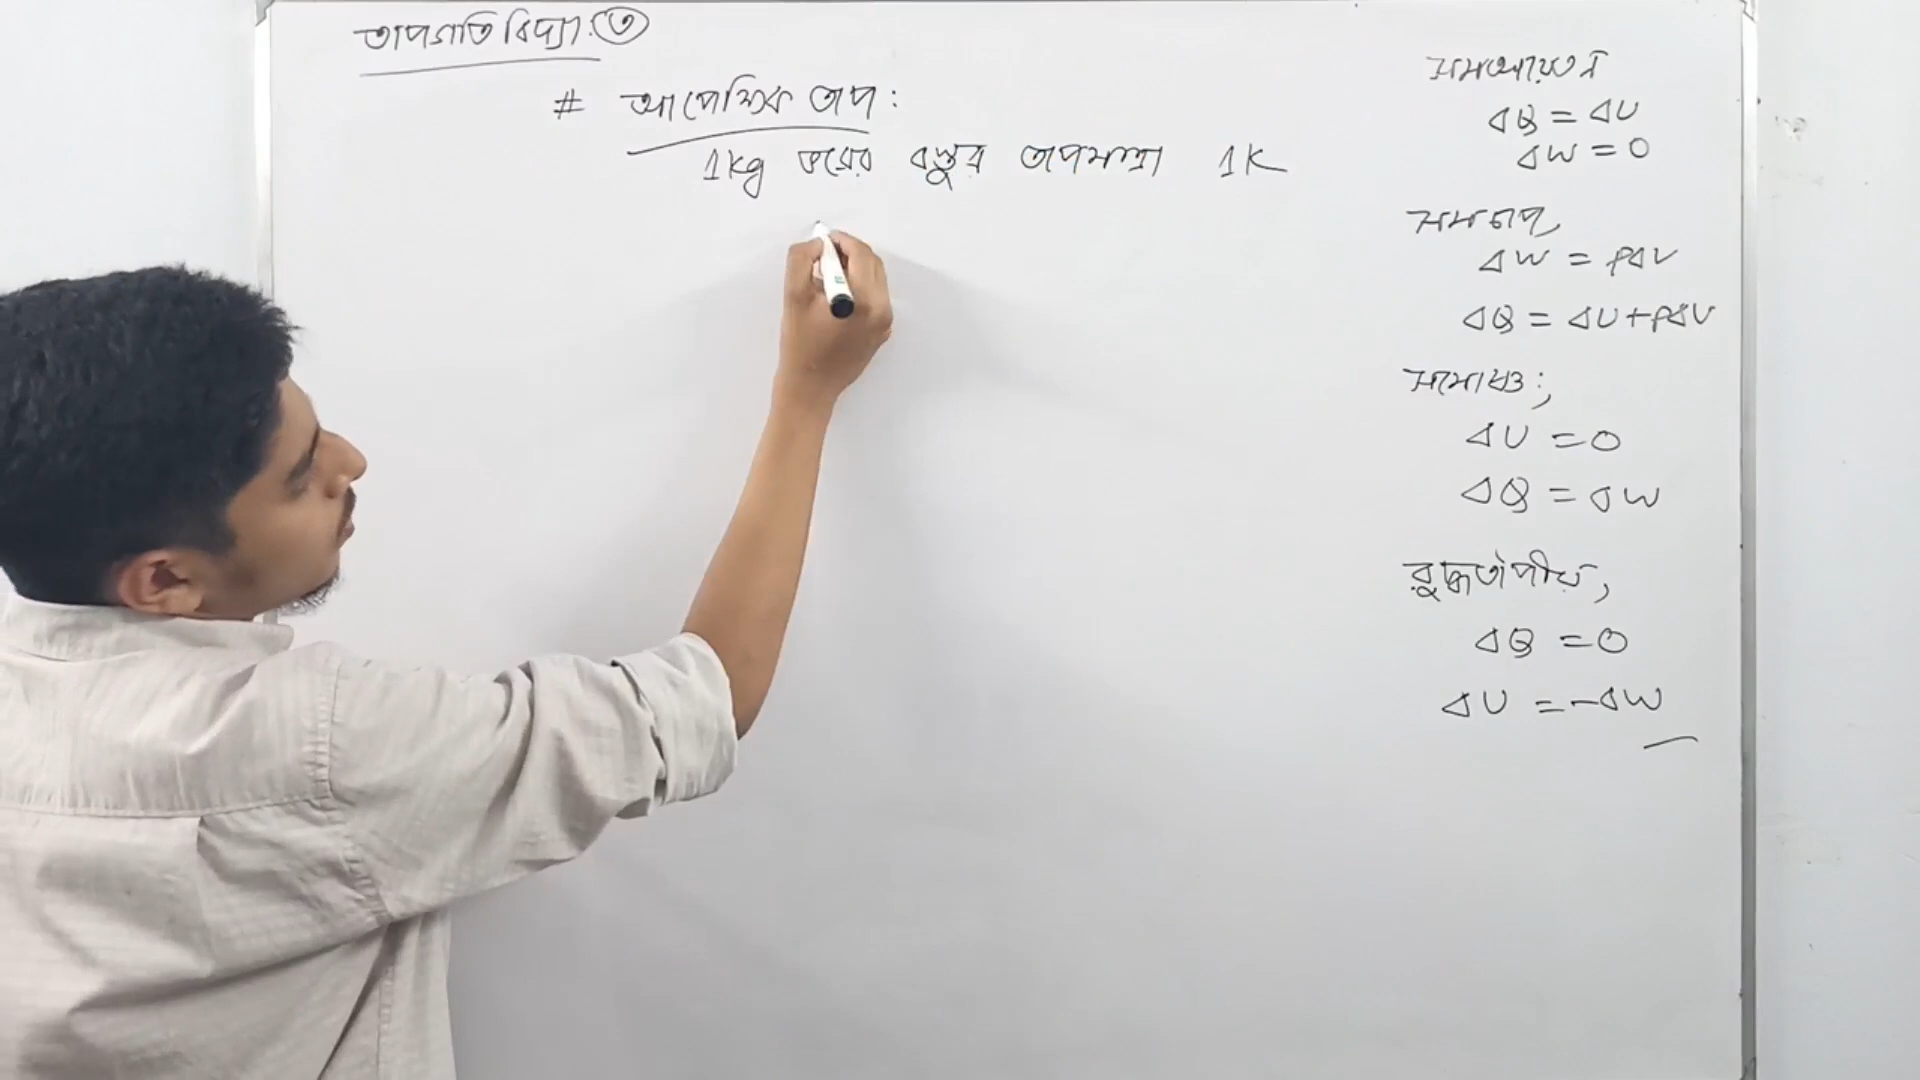 তাপগতি বিদ্যা: ৩
# আপেক্ষিক তাপ:
1kg ভরের বস্তুর তাপমাত্রা 1K
সমআয়তন
ΔQ = ΔU
ΔW = 0
সমচাপ,
ΔW = PΔV
ΔQ = ΔU+PΔV
সমোষ্ণ:,
ΔU = 0
ΔQ = ΔW
রুদ্ধতাপীয়,
ΔQ = 0
ΔU = -ΔW